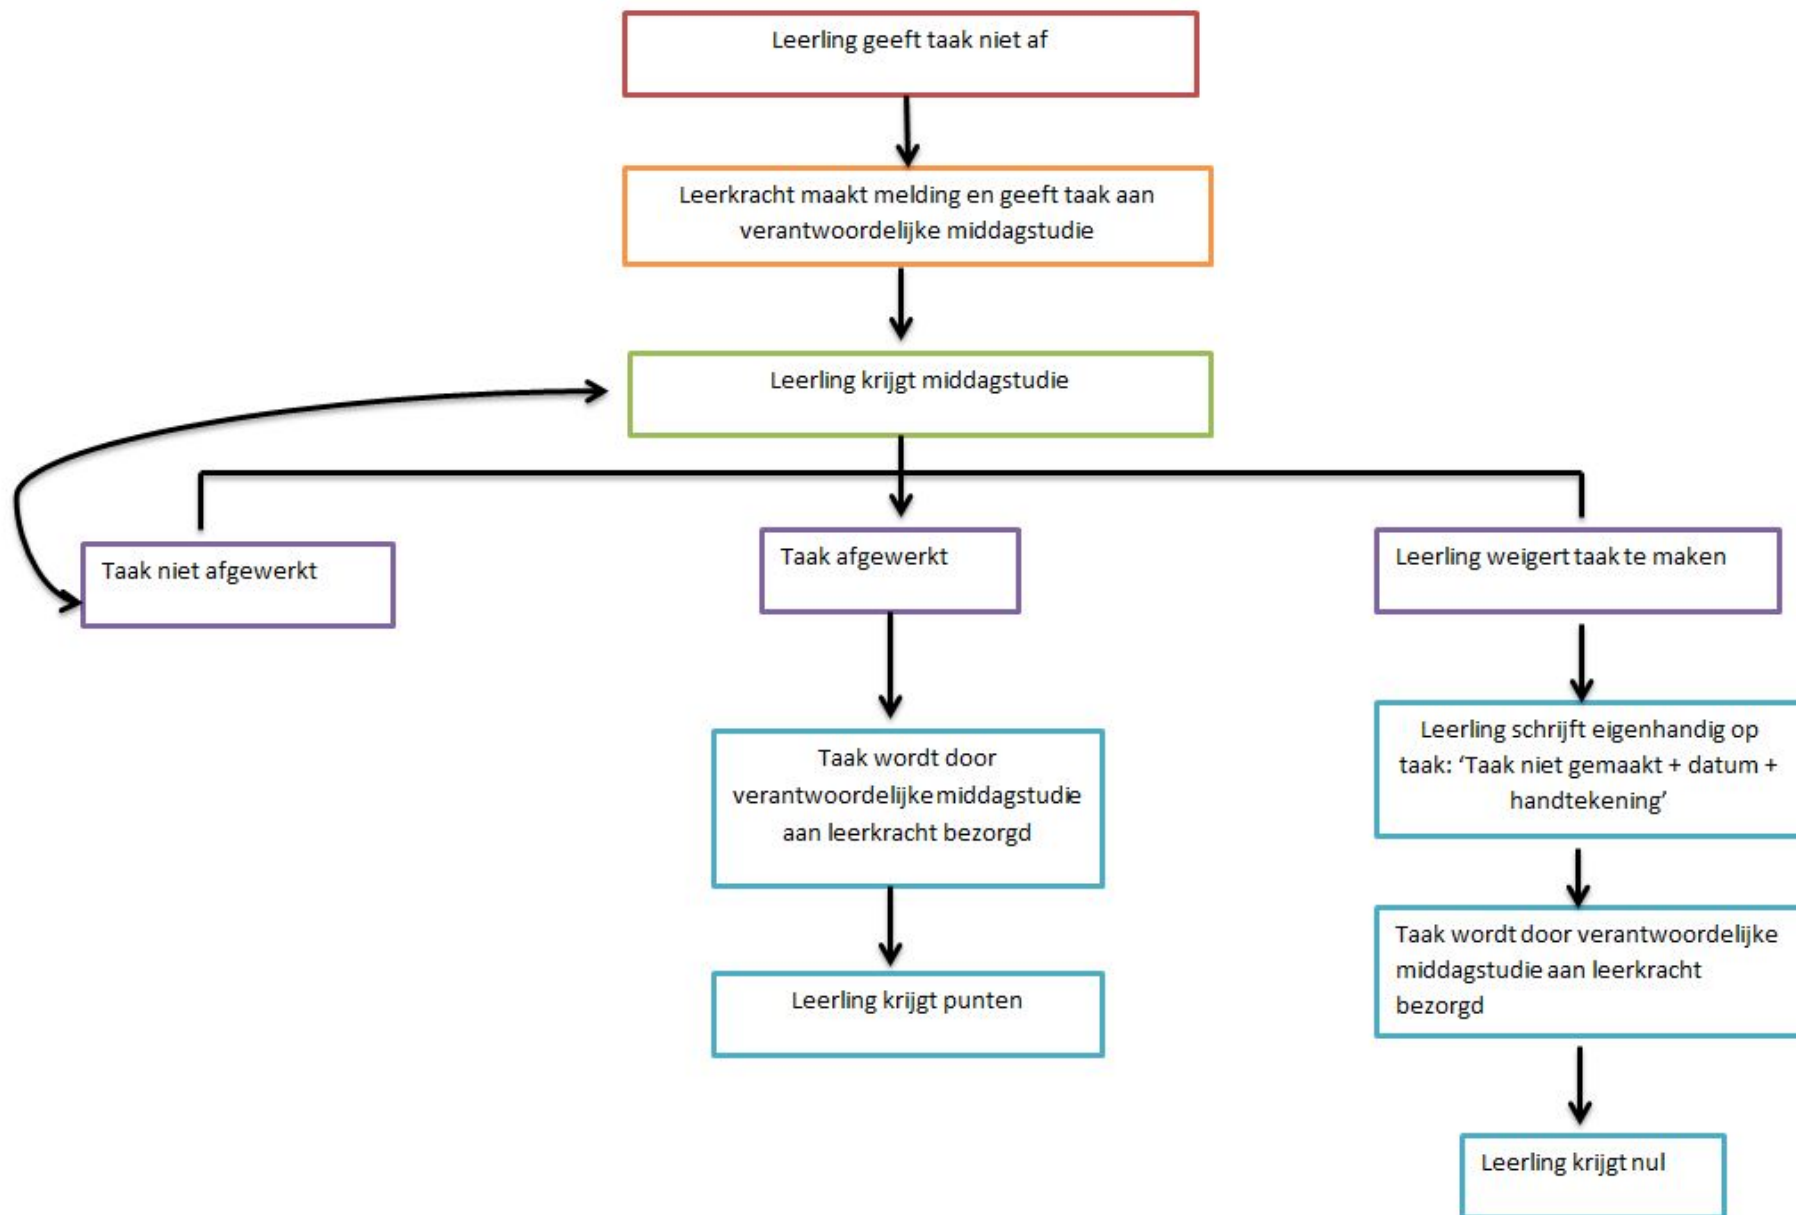 Leerling geeft taak niet af
Leerkracht maakt melding en geeft taak aan
verantwoordelijke middagstudie
Leerling krijgt middagstudie
Taak niet afgewerkt
Taak afgewerkt
Leerling weigert taak te maken
Taak wordt door
verantwoordelijke middagstudie
aan leerkracht bezorgd
Leerling krijgt punten
Leerling schrijft eigenhandig op
taak: ‘Taak niet gemaakt + datum +
handtekening’
Taak wordt door verantwoordelijke
middagstudie aan leerkracht
bezorgd
Leerling krijgt nul